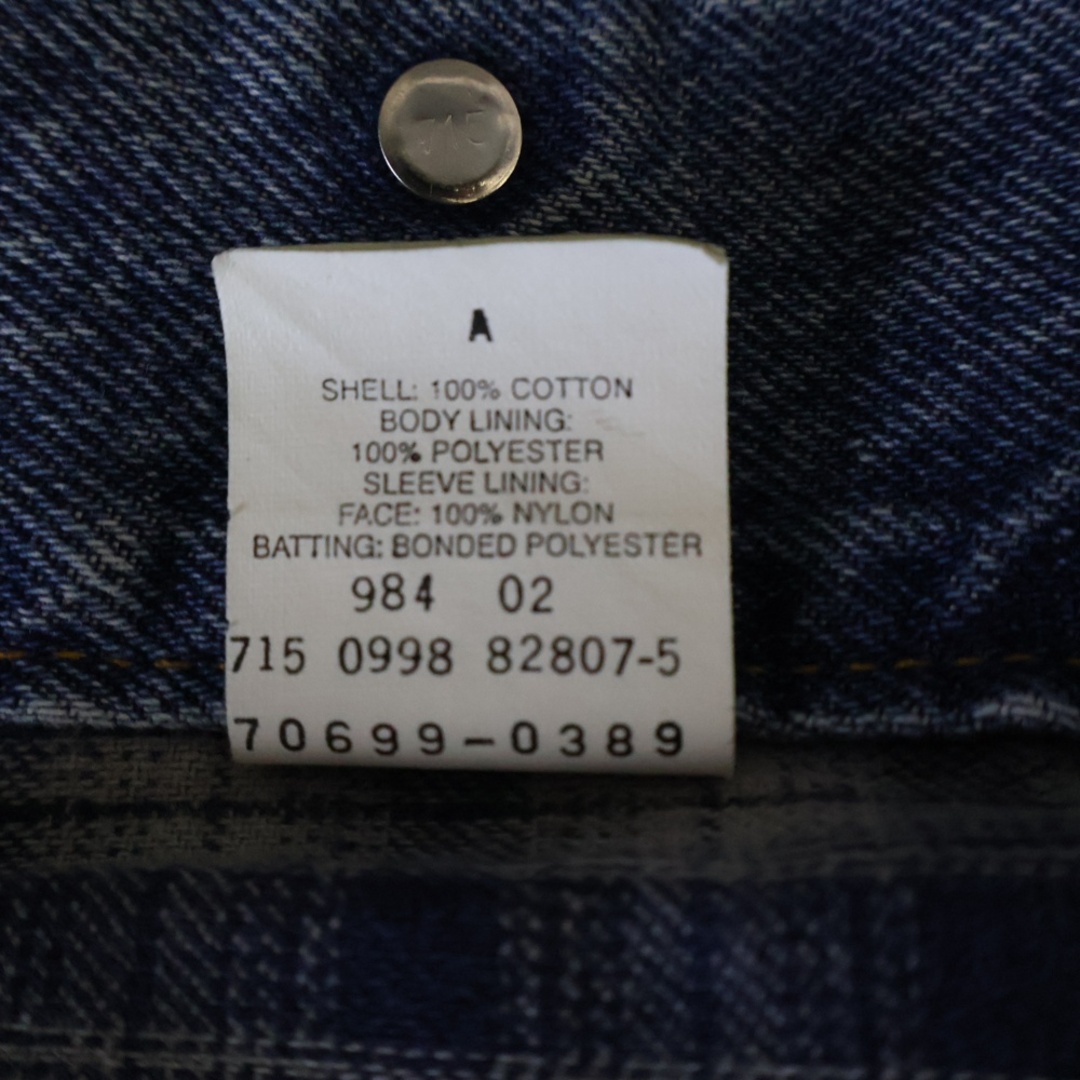 715
A
SHELL: 100% COTTON
BODY LINING:
100% POLYESTER
SLEEVE LINING:
FACE: 100% NYLON
BATTING: BONDED POLYESTER
984 02
715 0998 82807-5
70699-0389